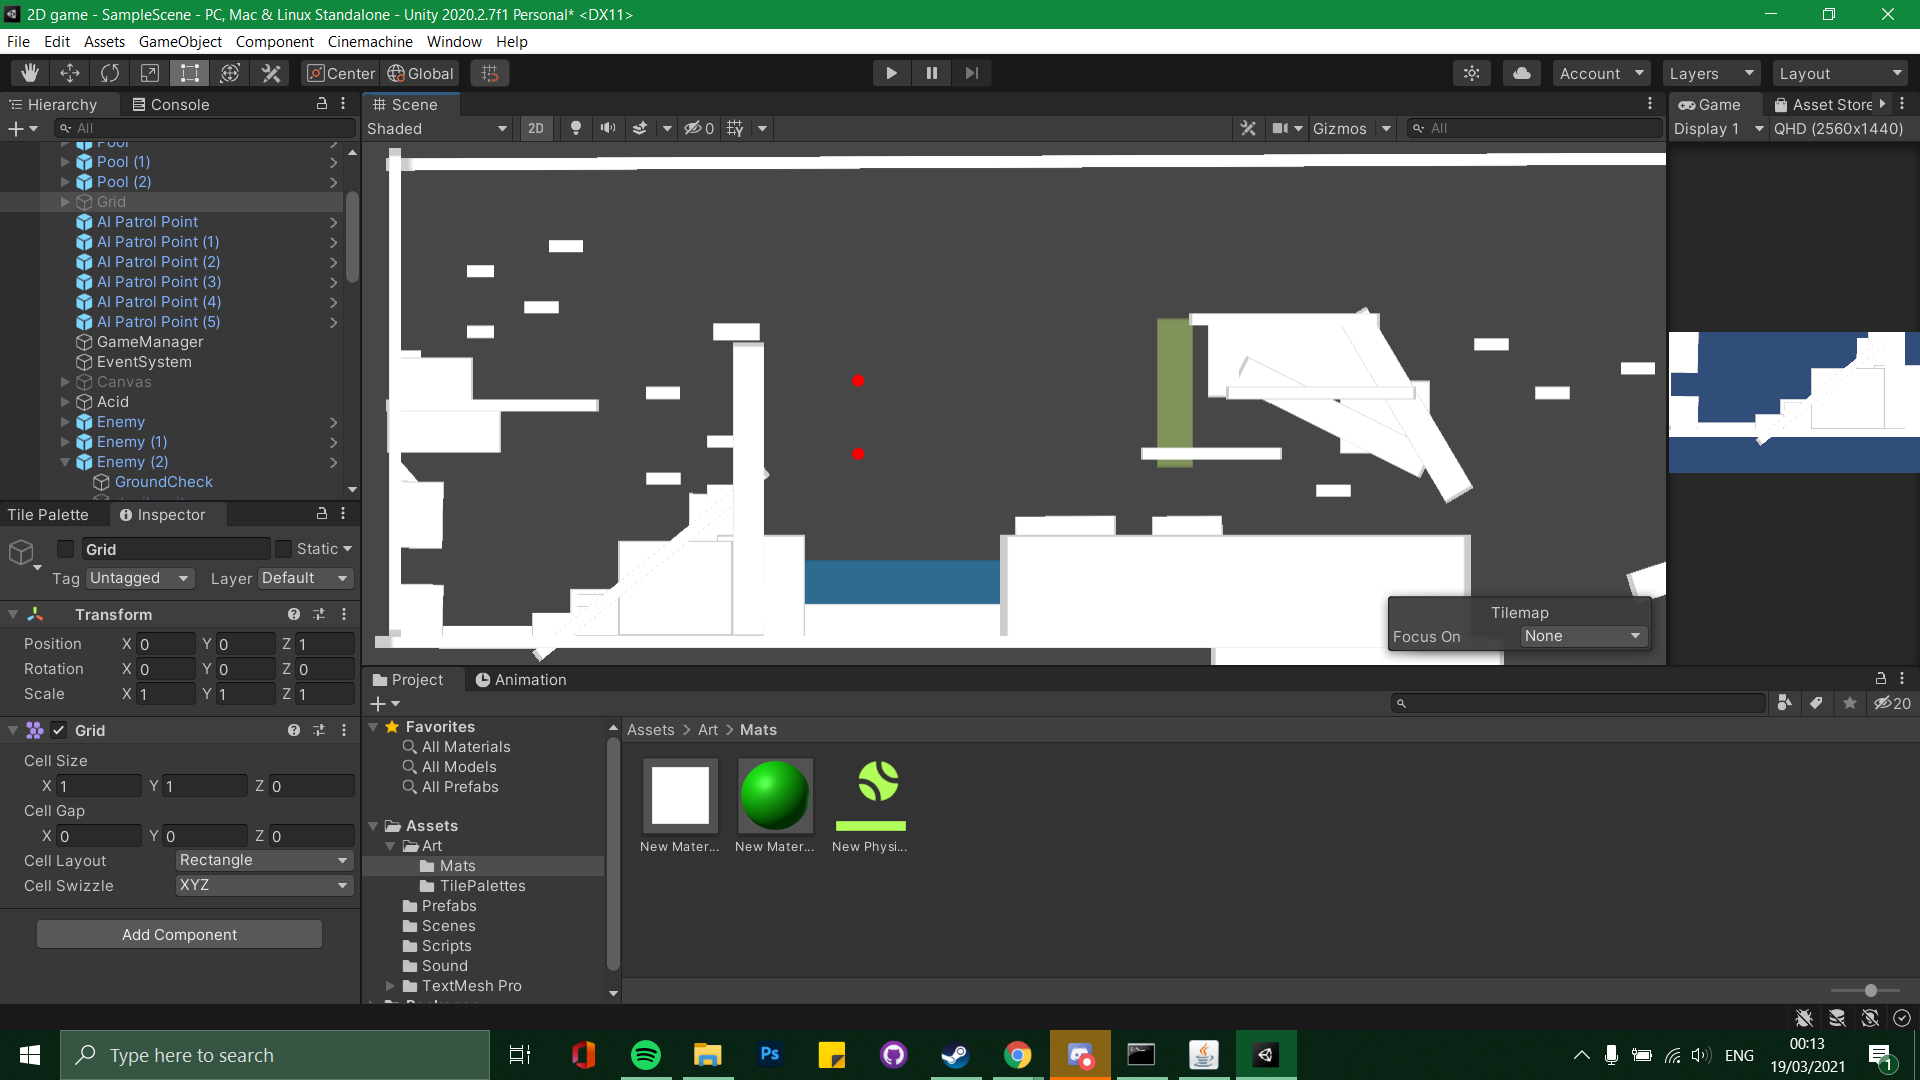 2D game - SampleScene - PC, Mac & Linux Standalone - Unity 2020.2.7f1 Personal* <DX11>
File Edit Assets GameObject Component Cinemachine Window Help
Center Global Account Layers Layout
Hierarchy Console
All
Pool
Pool (1)
Pool (2)
Grid
AI Patrol Point
AI Patrol Point (1)
AI Patrol Point (2)
AI Patrol Point (3)
AI Patrol Point (4)
AI Patrol Point (5)
GameManager
EventSystem
Canvas
Acid
Enemy
Enemy (1)
Enemy (2)
GroundCheck
Scene
Shaded 2D 0 Gizmos All
Tilemap
Focus On None
Game Asset Store
Display 1 QHD (2560x1440)
Tile Palette Inspector
Grid Static
Tag Untagged Layer Default
Transform
Position X 0 Y 0 Z 1
Rotation X 0 Y 0 Z 0
Scale X 1 Y 1 Z 1
Grid
Cell Size
X 1 Y 1 Z 0
Cell Gap
X 0 Y 0 Z 0
Cell Layout Rectangle
Cell Swizzle XYZ
Add Component
Project Animation
20
Favorites
All Materials
All Models
All Prefabs
Assets
Art
Mats
TilePalettes
Prefabs
Scenes
Scripts
Sound
TextMesh Pro
Assets > Art > Mats
New Mater... New Mater... New Physi...
Type here to search
Ps
ENG
00:13
19/03/2021
1